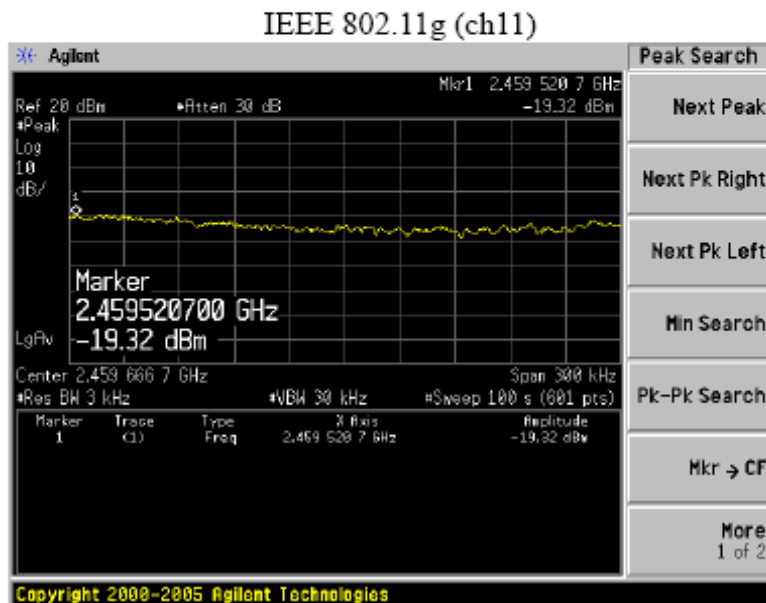 IEEE 802.11g (ch11)
Agilent
Peak Search
Mkr1 2.459 520 7 GHz
Ref 20 dBm #Atten 30 dB -19.32 dBm
#Peak
Log
10
dB/
1
Marker
2.459520700 GHz
-19.32 dBm
LgAv
Center 2.459 666 7 GHz Span 300 kHz
#Res BW 3 kHz #VBW 30 kHz #Sweep 100 s (601 pts)
Marker Trace Type X Axis Amplitude
1 (1) Freq 2.459 520 7 GHz -19.32 dBm
Next Peak
Next Pk Right
Next Pk Left
Min Search
Pk-Pk Search
Mkr → CF
More
1 of 2
Copyright 2000-2005 Agilent Technologies